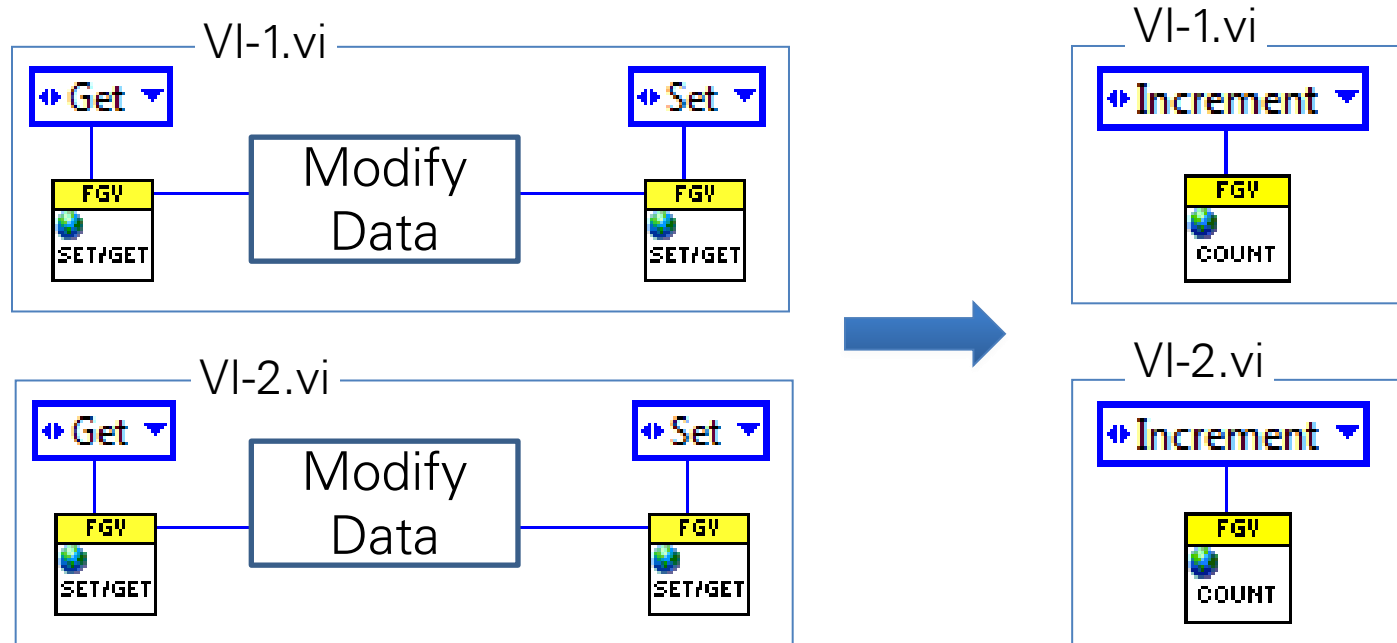 VI-1.vi
Get
Set
Modify
Data
FGV
SET/GET
FGV
SET/GET
VI-2.vi
Get
Set
Modify
Data
FGV
SET/GET
FGV
SET/GET
VI-1.vi
Increment
FGV
COUNT
VI-2.vi
Increment
FGV
COUNT